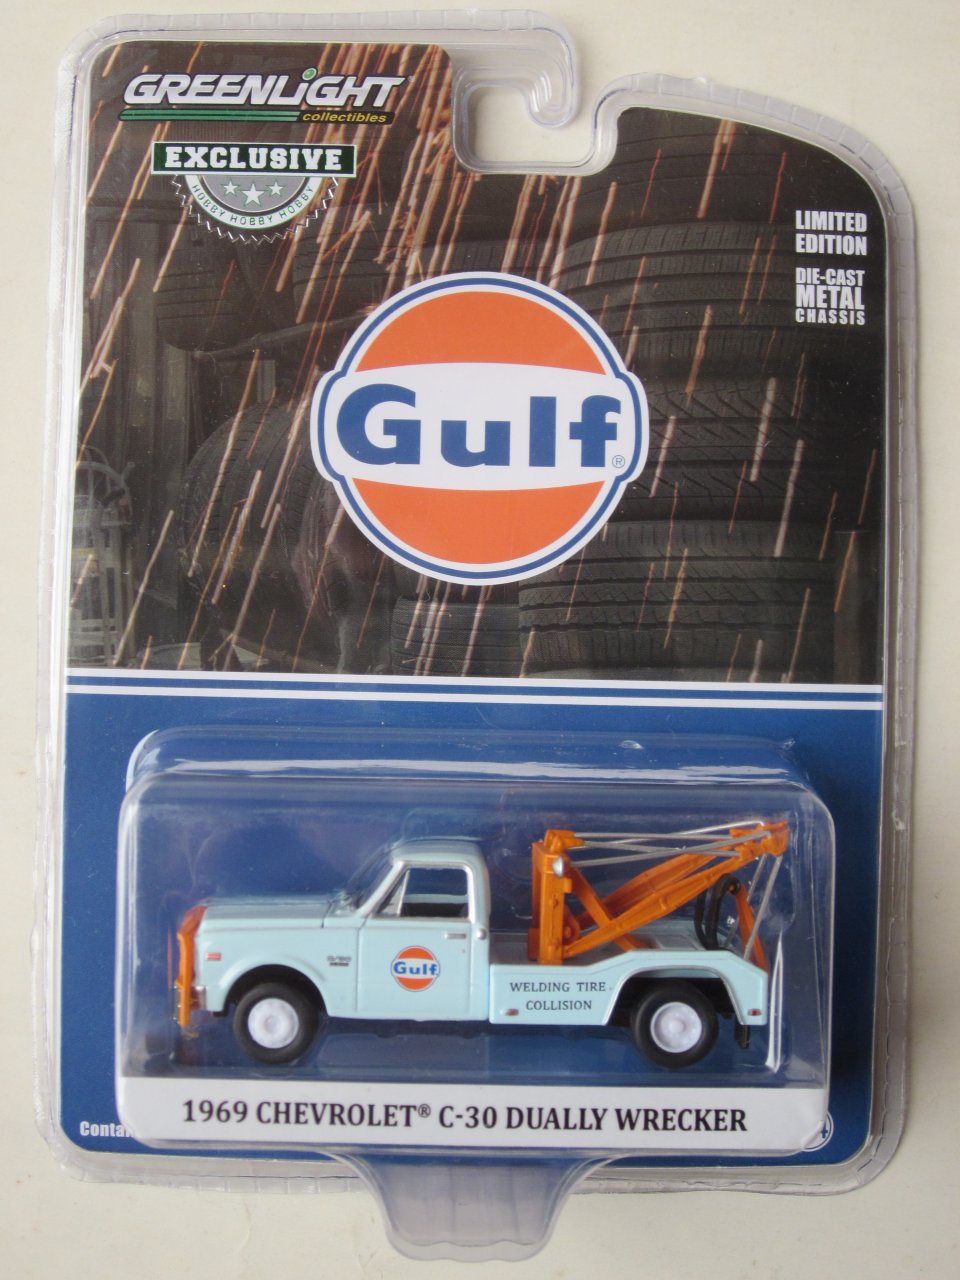 GREENLiGHT
collectibles
EXCLUSIVE
HOBBY HOBBY HOBBY
LIMITED
EDITION
DIE-CAST
METAL
CHASSIS
Gulf®
Gulf
WELDING TIRE
COLLISION
1969 CHEVROLET® C-30 DUALLY WRECKER